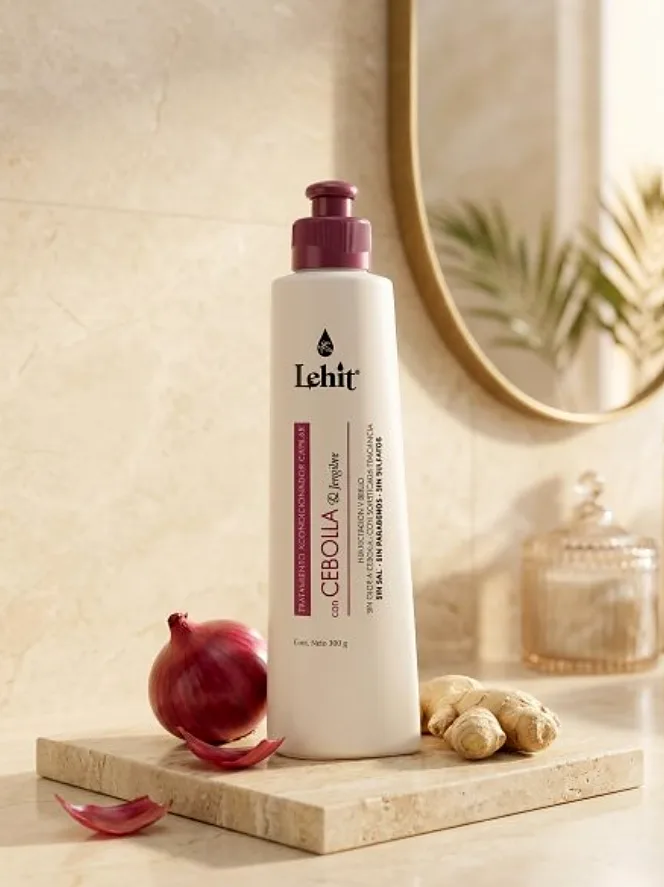 Lehit®
TRATAMIENTO ACONDICIONADOR CAPILAR
con CEBOLLA & Jengibre
HUMECTACIÓN Y BRILLO
SIN OLOR A CEBOLLA, CON SOFISTICADA FRAGANCIA
SIN SAL - SIN PARABENOS - SIN SULFATOS
Cont. Neto 300 g